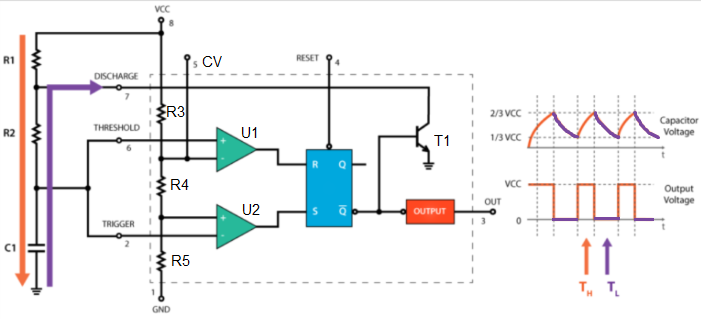 VCC
8
R1
DISCHARGE
7
5
CV
RESET
4
R3
R2
THRESHOLD
6
+
−
U1
T1
R
Q
R4
U2
S
Q̅
OUTPUT
OUT
3
TRIGGER
2
+
−
C1
R5
1
GND
2/3 VCC
1/3 VCC
Capacitor
Voltage
t
VCC
0
Output
Voltage
t
TH
TL